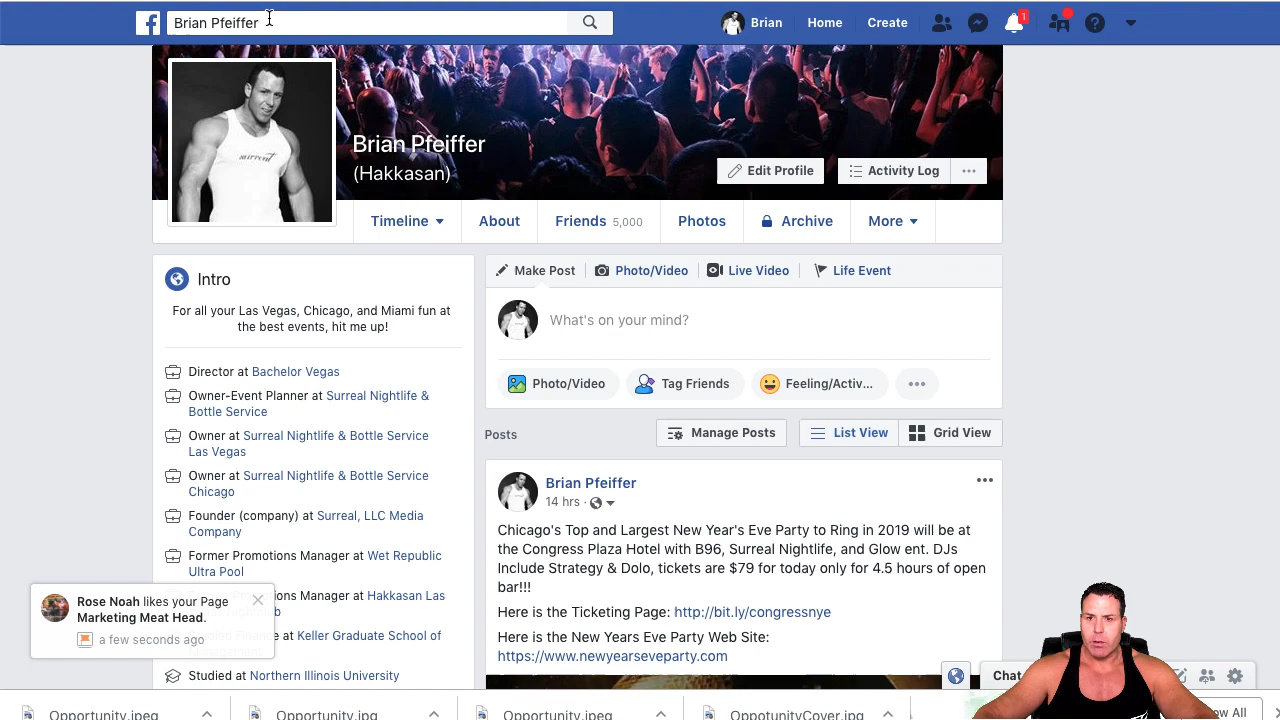 Brian Pfeiffer
Brian
Home
Create
1
Brian Pfeiffer
(Hakkasan)
Edit Profile
Activity Log
Timeline
About
Friends 5,000
Photos
Archive
More
Intro
For all your Las Vegas, Chicago, and Miami fun at
the best events, hit me up!
Director at Bachelor Vegas
Owner-Event Planner at Surreal Nightlife &
Bottle Service
Owner at Surreal Nightlife & Bottle Service
Las Vegas
Owner at Surreal Nightlife & Bottle Service
Chicago
Founder (company) at Surreal, LLC Media
Company
Former Promotions Manager at Wet Republic
Ultra Pool
Manager at Hakkasan Las
at Keller Graduate School of
Studied at Northern Illinois University
Rose Noah likes your Page
Marketing Meat Head.
a few seconds ago
Make Post
Photo/Video
Live Video
Life Event
What's on your mind?
Photo/Video
Tag Friends
Feeling/Activ...
Posts
Manage Posts
List View
Grid View
Brian Pfeiffer
14 hrs ·
Chicago's Top and Largest New Year's Eve Party to Ring in 2019 will be at
the Congress Plaza Hotel with B96, Surreal Nightlife, and Glow ent. DJs
Include Strategy & Dolo, tickets are $79 for today only for 4.5 hours of open
bar!!!
Here is the Ticketing Page: http://bit.ly/congressnye
Here is the New Years Eve Party Web Site:
https://www.newyearseveparty.com
Chat
Opportunity.jpeg
Opportunity.jpg
Opportunity.jpeg
OppotunityCover.jpg
All